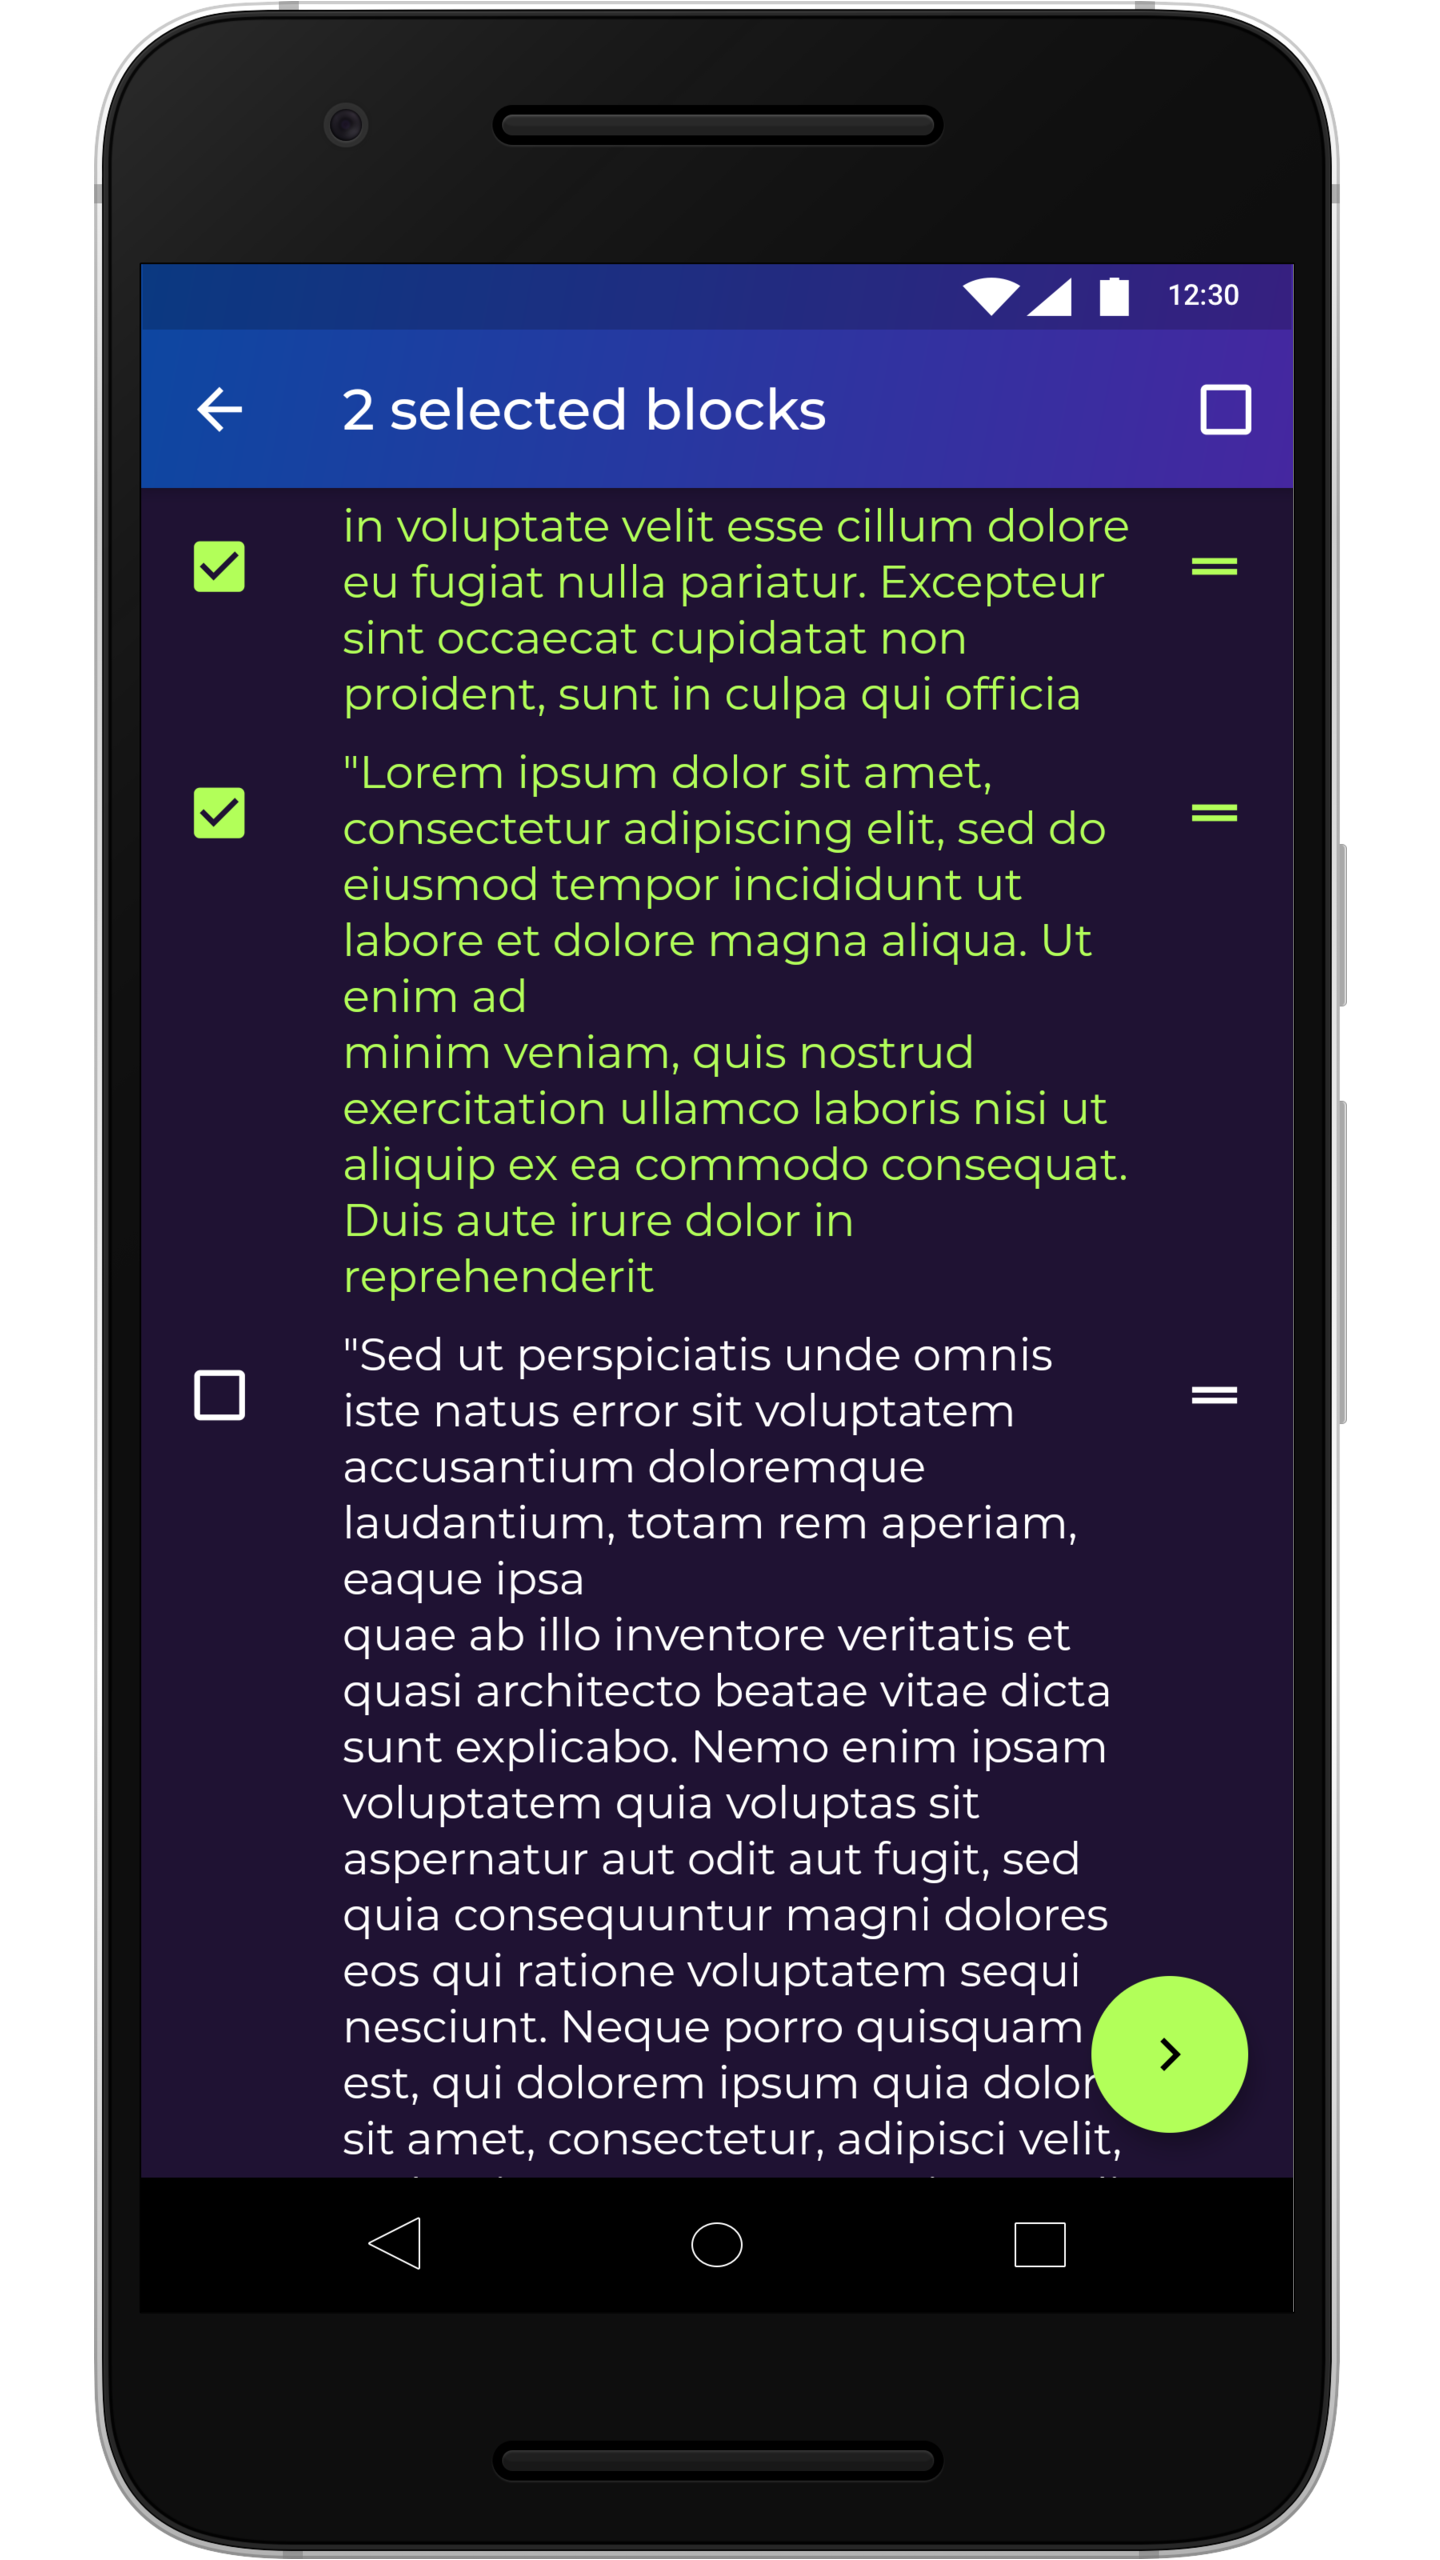 12:30
2 selected blocks
in voluptate velit esse cillum dolore
eu fugiat nulla pariatur. Excepteur
sint occaecat cupidatat non
proident, sunt in culpa qui officia
"Lorem ipsum dolor sit amet,
consectetur adipiscing elit, sed do
eiusmod tempor incididunt ut
labore et dolore magna aliqua. Ut
enim ad
minim veniam, quis nostrud
exercitation ullamco laboris nisi ut
aliquip ex ea commodo consequat.
Duis aute irure dolor in
reprehenderit
"Sed ut perspiciatis unde omnis
iste natus error sit voluptatem
accusantium doloremque
laudantium, totam rem aperiam,
eaque ipsa
quae ab illo inventore veritatis et
quasi architecto beatae vitae dicta
sunt explicabo. Nemo enim ipsam
voluptatem quia voluptas sit
aspernatur aut odit aut fugit, sed
quia consequuntur magni dolores
eos qui ratione voluptatem sequi
nesciunt. Neque porro quisquam
est, qui dolorem ipsum quia dolor
sit amet, consectetur, adipisci velit,